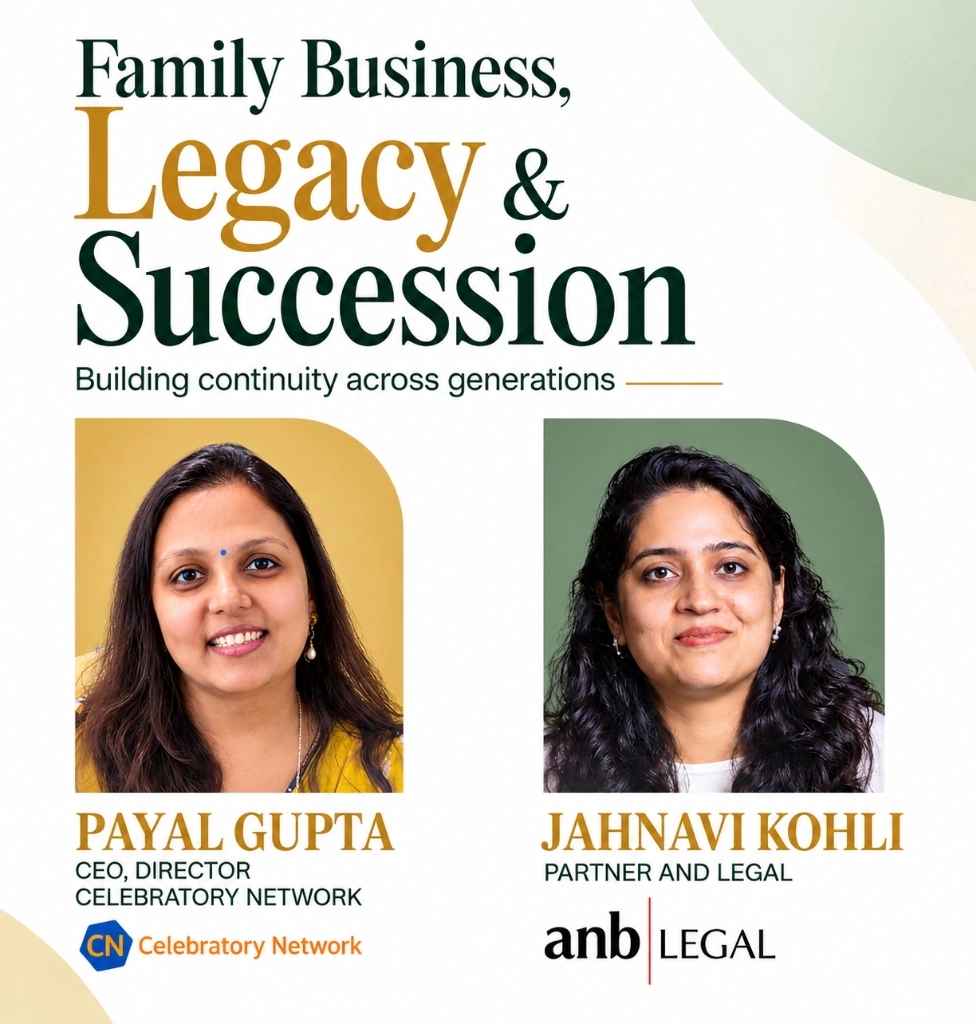 Family Business,
Legacy &
Succession
Building continuity across generations
PAYAL GUPTA
CEO, DIRECTOR
CELEBRATORY NETWORK
CN Celebratory Network
JAHNAVI KOHLI
PARTNER AND LEGAL
anb LEGAL